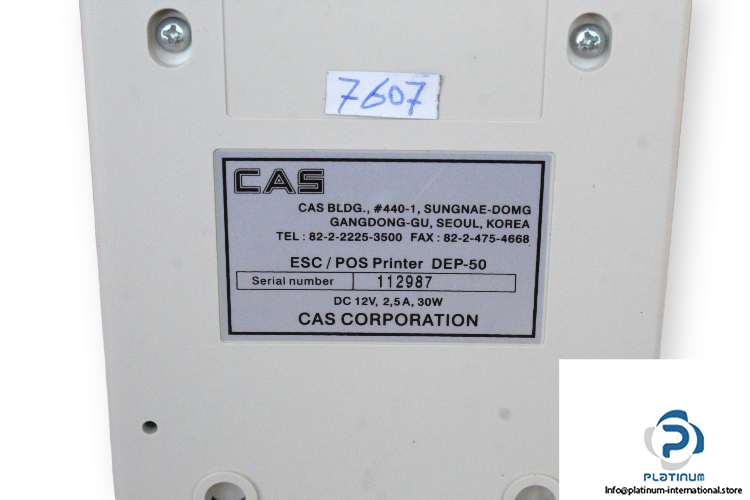 7607
CAS
CAS BLDG., #440-1, SUNGNAE-DOMG
GANGDONG-GU, SEOUL, KOREA
TEL : 82-2-2225-3500 FAX : 82-2-475-4668
ESC / POS Printer DEP-50
Serial number 112987
DC 12V, 2,5A, 30W
CAS CORPORATION
PLATINUM
Info@platinum-international.store